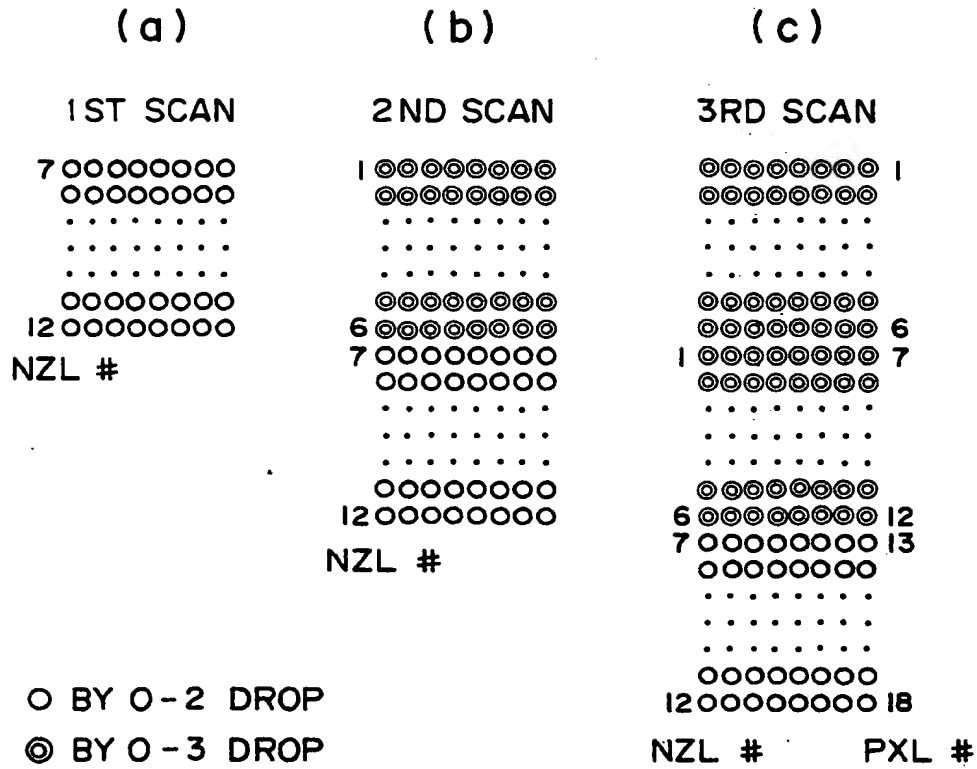 (a) (b) (c)
1ST SCAN 2ND SCAN 3RD SCAN
7 1 1
12 6 6
NZL # 7 1 7
12 6 12
7 13
NZL #
12 18
NZL # PXL #
O BY 0-2 DROP
◎ BY 0-3 DROP